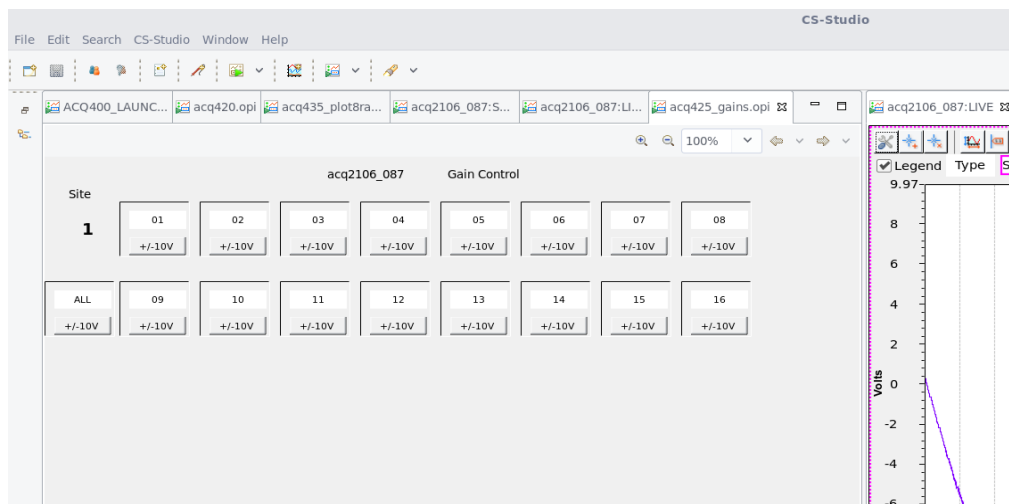 CS-Studio
File Edit Search CS-Studio Window Help
ACQ400_LAUNC... acq420.opi acq435_plot8ra... acq2106_087:S... acq2106_087:LI... acq425_gains.opi acq2106_087:LIVE
100%
Legend Type S
acq2106_087 Gain Control
Site
1
01 02 03 04 05 06 07 08
+/-10V +/-10V +/-10V +/-10V +/-10V +/-10V +/-10V +/-10V
ALL 09 10 11 12 13 14 15 16
+/-10V +/-10V +/-10V +/-10V +/-10V +/-10V +/-10V +/-10V +/-10V
9.97
8
6
4
2
0
-2
-4
-6
Volts